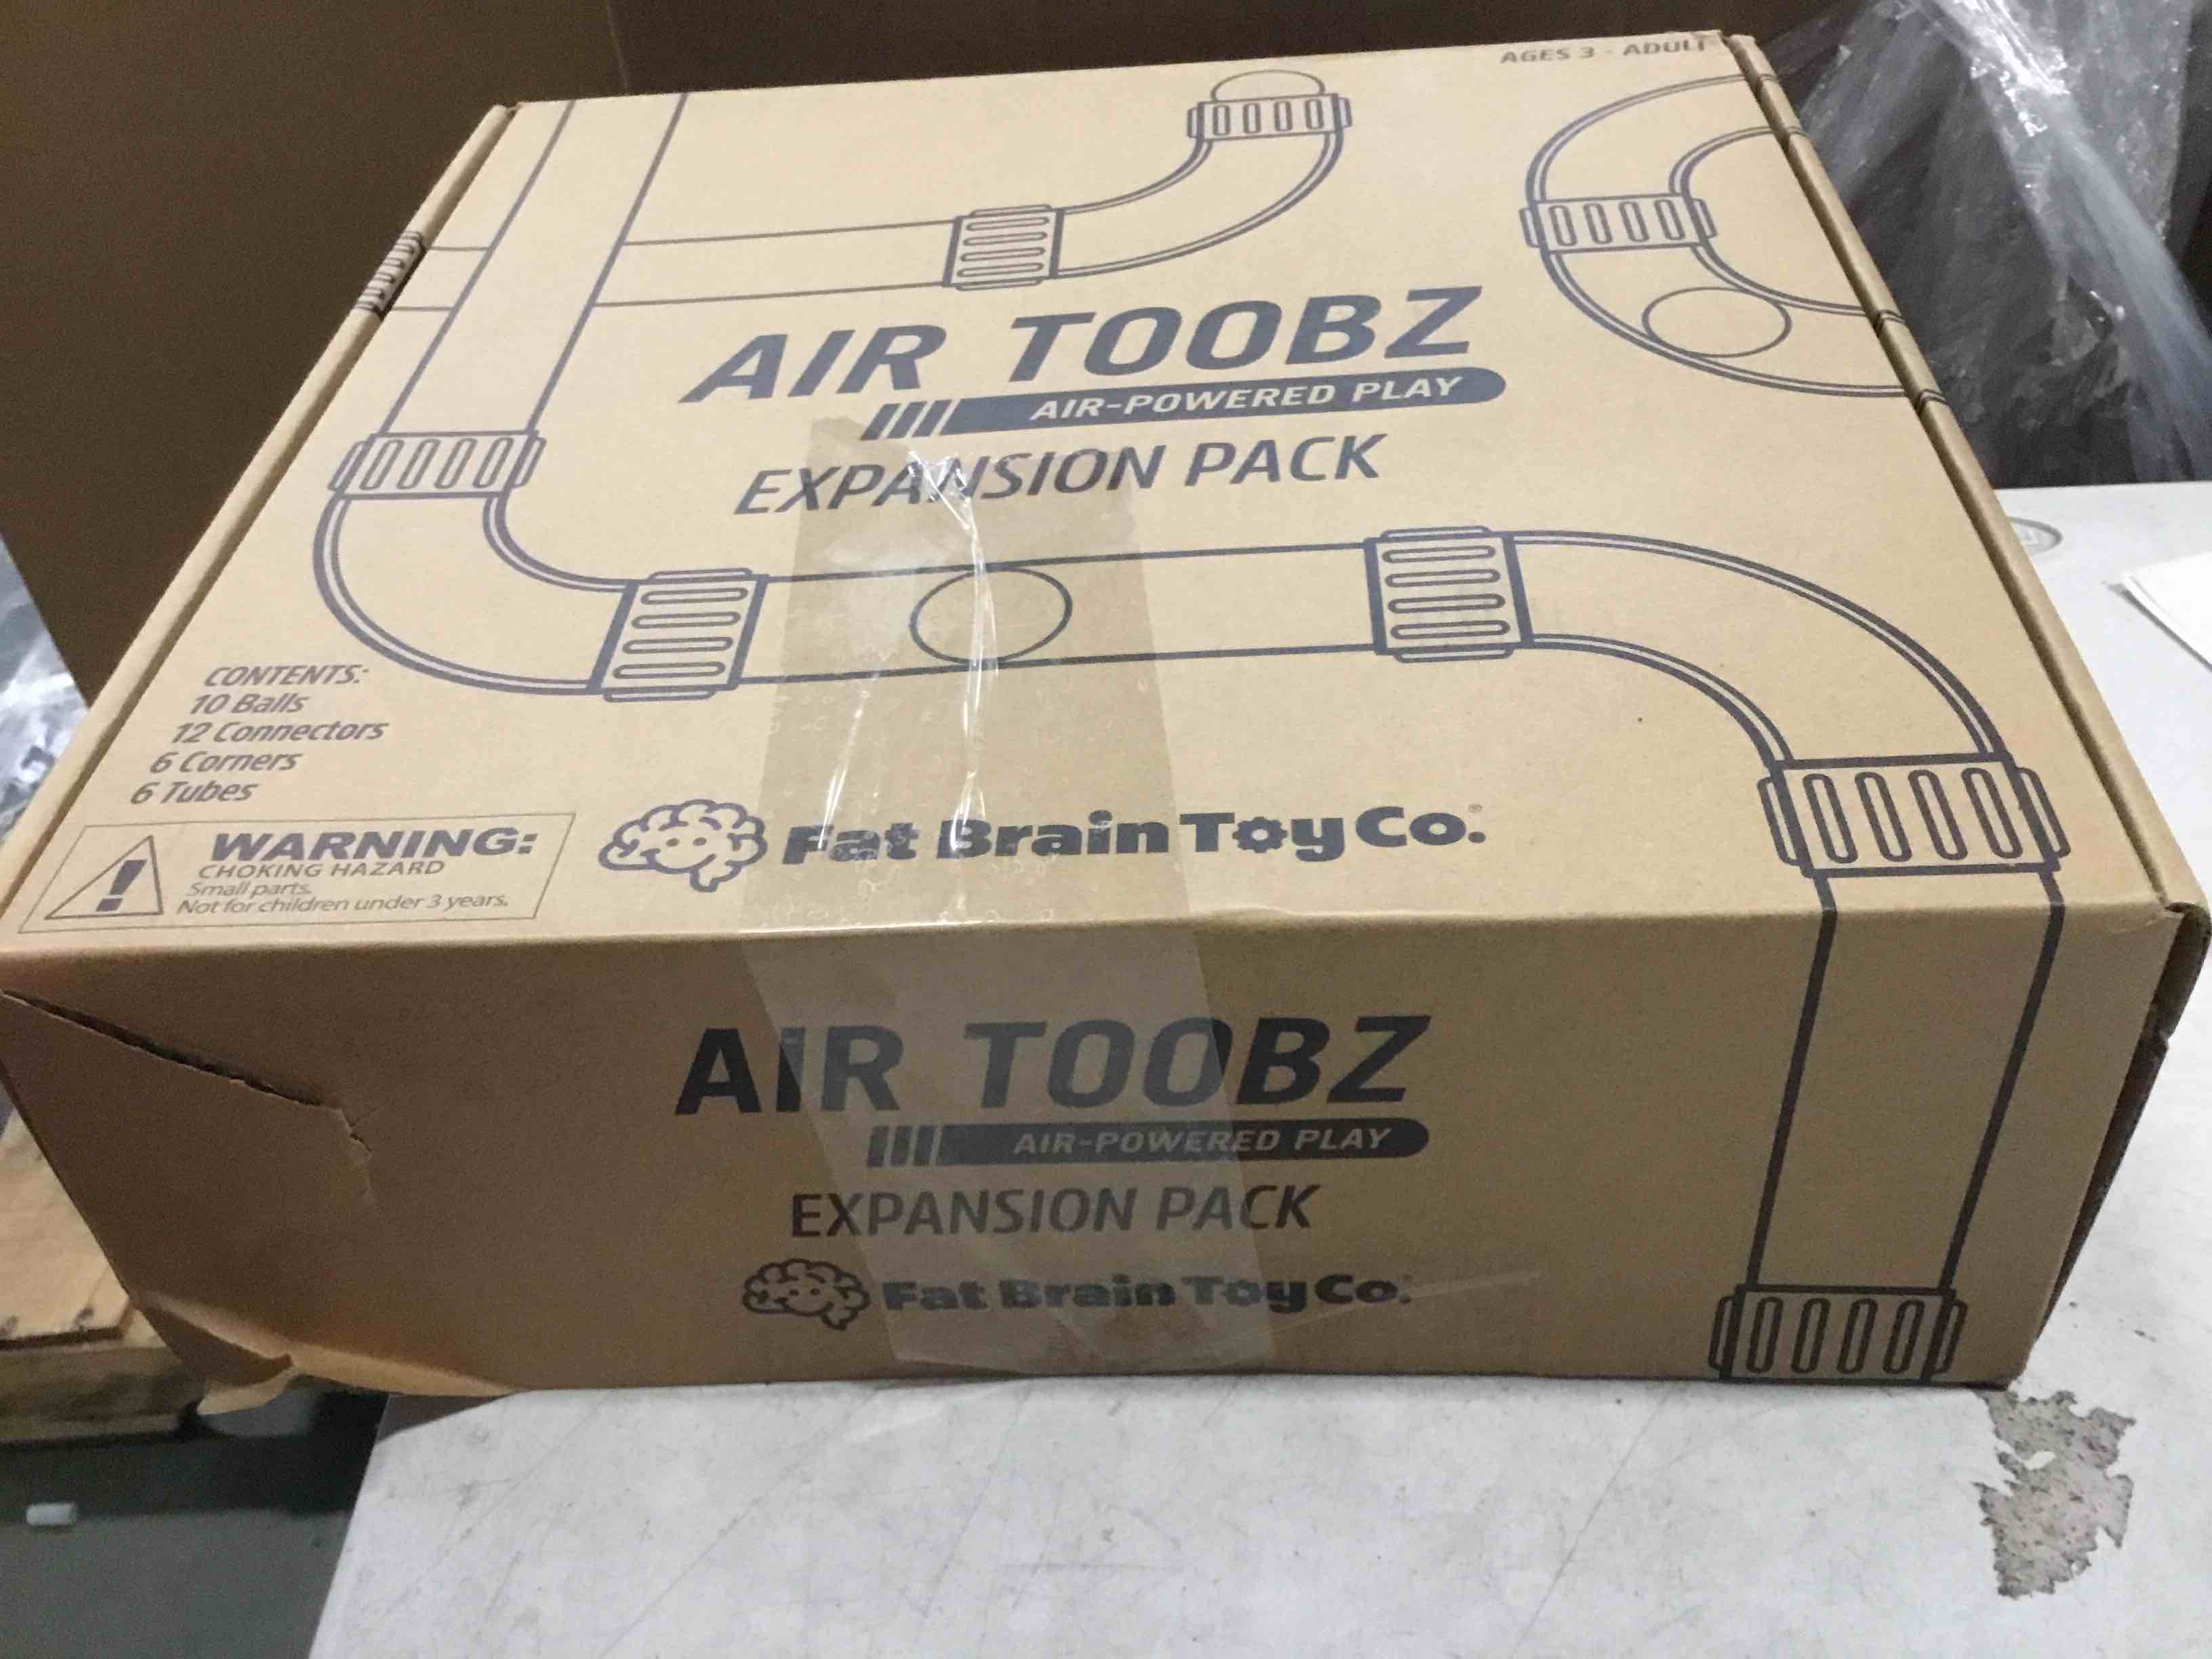 AGES 3 - ADULT
AIR TOOBZ
AIR-POWERED PLAY
EXPANSION PACK
CONTENTS:
10 Balls
12 Connectors
6 Corners
6 Tubes
WARNING:
CHOKING HAZARD
Small parts.
Not for children under 3 years.
Fat Brain Toy Co.®
AIR TOOBZ
AIR-POWERED PLAY
EXPANSION PACK
Fat Brain Toy Co.